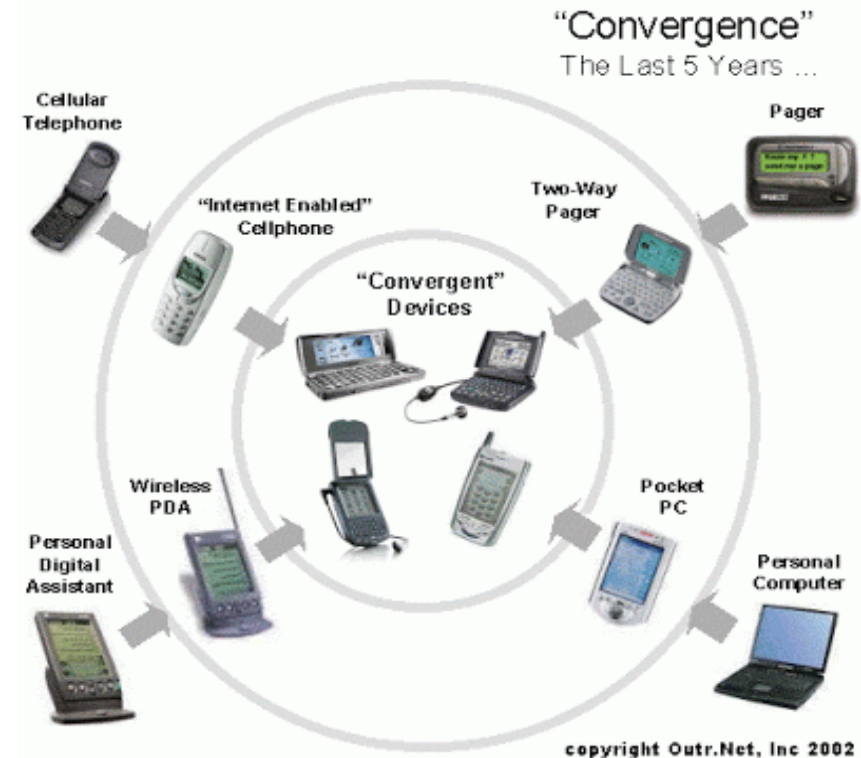 “Convergence”
The Last 5 Years ...
Cellular
Telephone
Pager
“Internet Enabled”
Cellphone
Two-Way
Pager
“Convergent”
Devices
Wireless
PDA
Pocket
PC
Personal
Digital
Assistant
Personal
Computer
copyright Outr.Net, Inc 2002